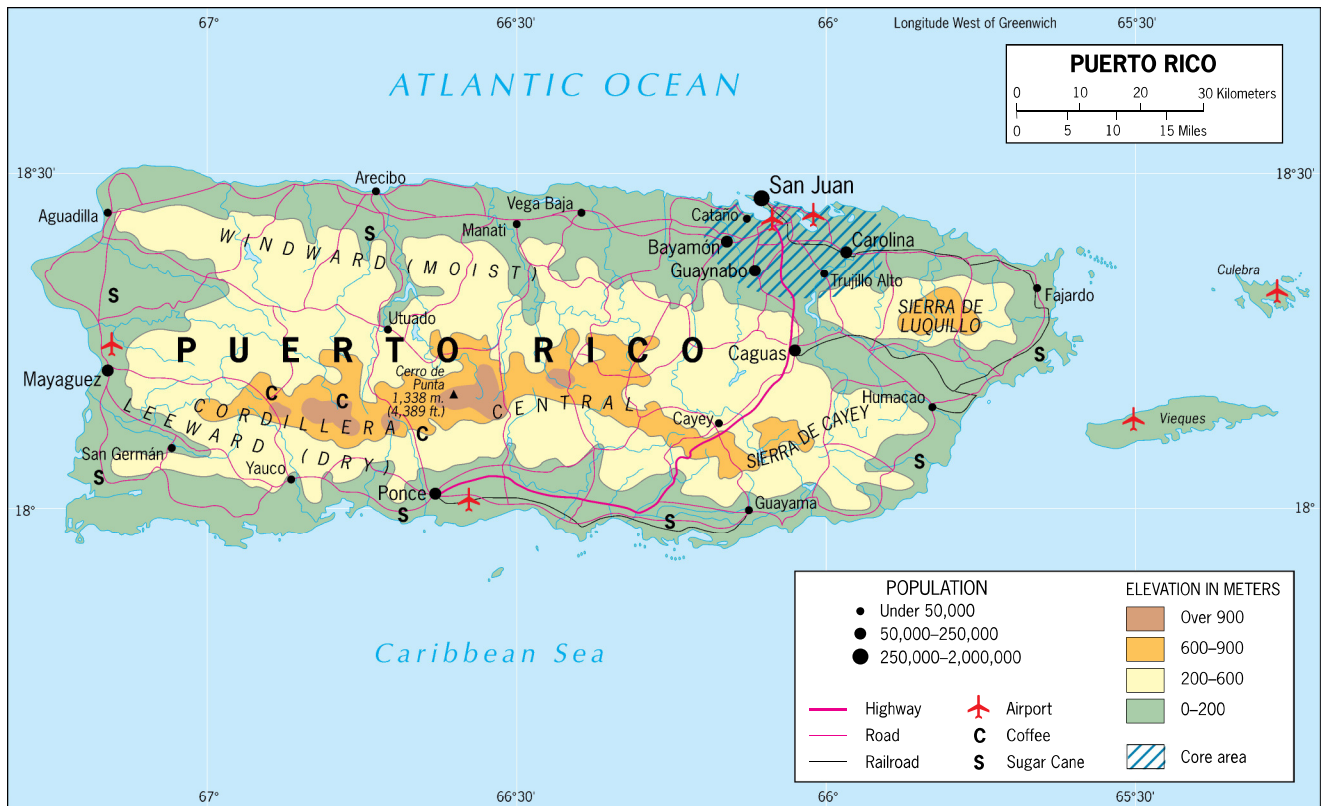 67°
66°30'
66°
Longitude West of Greenwich
65°30'
PUERTO RICO
0 10 20 30 Kilometers
0 5 10 15 Miles
ATLANTIC OCEAN
18°30'
18°30'
Arecibo
San Juan
Vega Baja
Aguadilla
Cataño
Manati
Bayamón
Carolina
WINDWARD (MOIST)
S
Guaynabo
Trujillo Alto
Culebra
S
Fajardo
SIERRA DE
LUQUILLO
Utuado
PUERTO RICO
Caguas
S
Mayaguez
Cerro de
Punta
1,338 m.
(4,389 ft.)
C
C
C
CORDILLERA CENTRAL
Humacao
LEEWARD (DRY)
Cayey
Vieques
SIERRA DE CAYEY
San Germán
Yauco
S
S
Ponce
Guayama
18°
S
S
18°
Caribbean Sea
POPULATION
Under 50,000
50,000–250,000
250,000–2,000,000
Highway
Road
Railroad
Airport
C Coffee
S Sugar Cane
ELEVATION IN METERS
Over 900
600–900
200–600
0–200
Core area
67°
66°30'
66°
65°30'